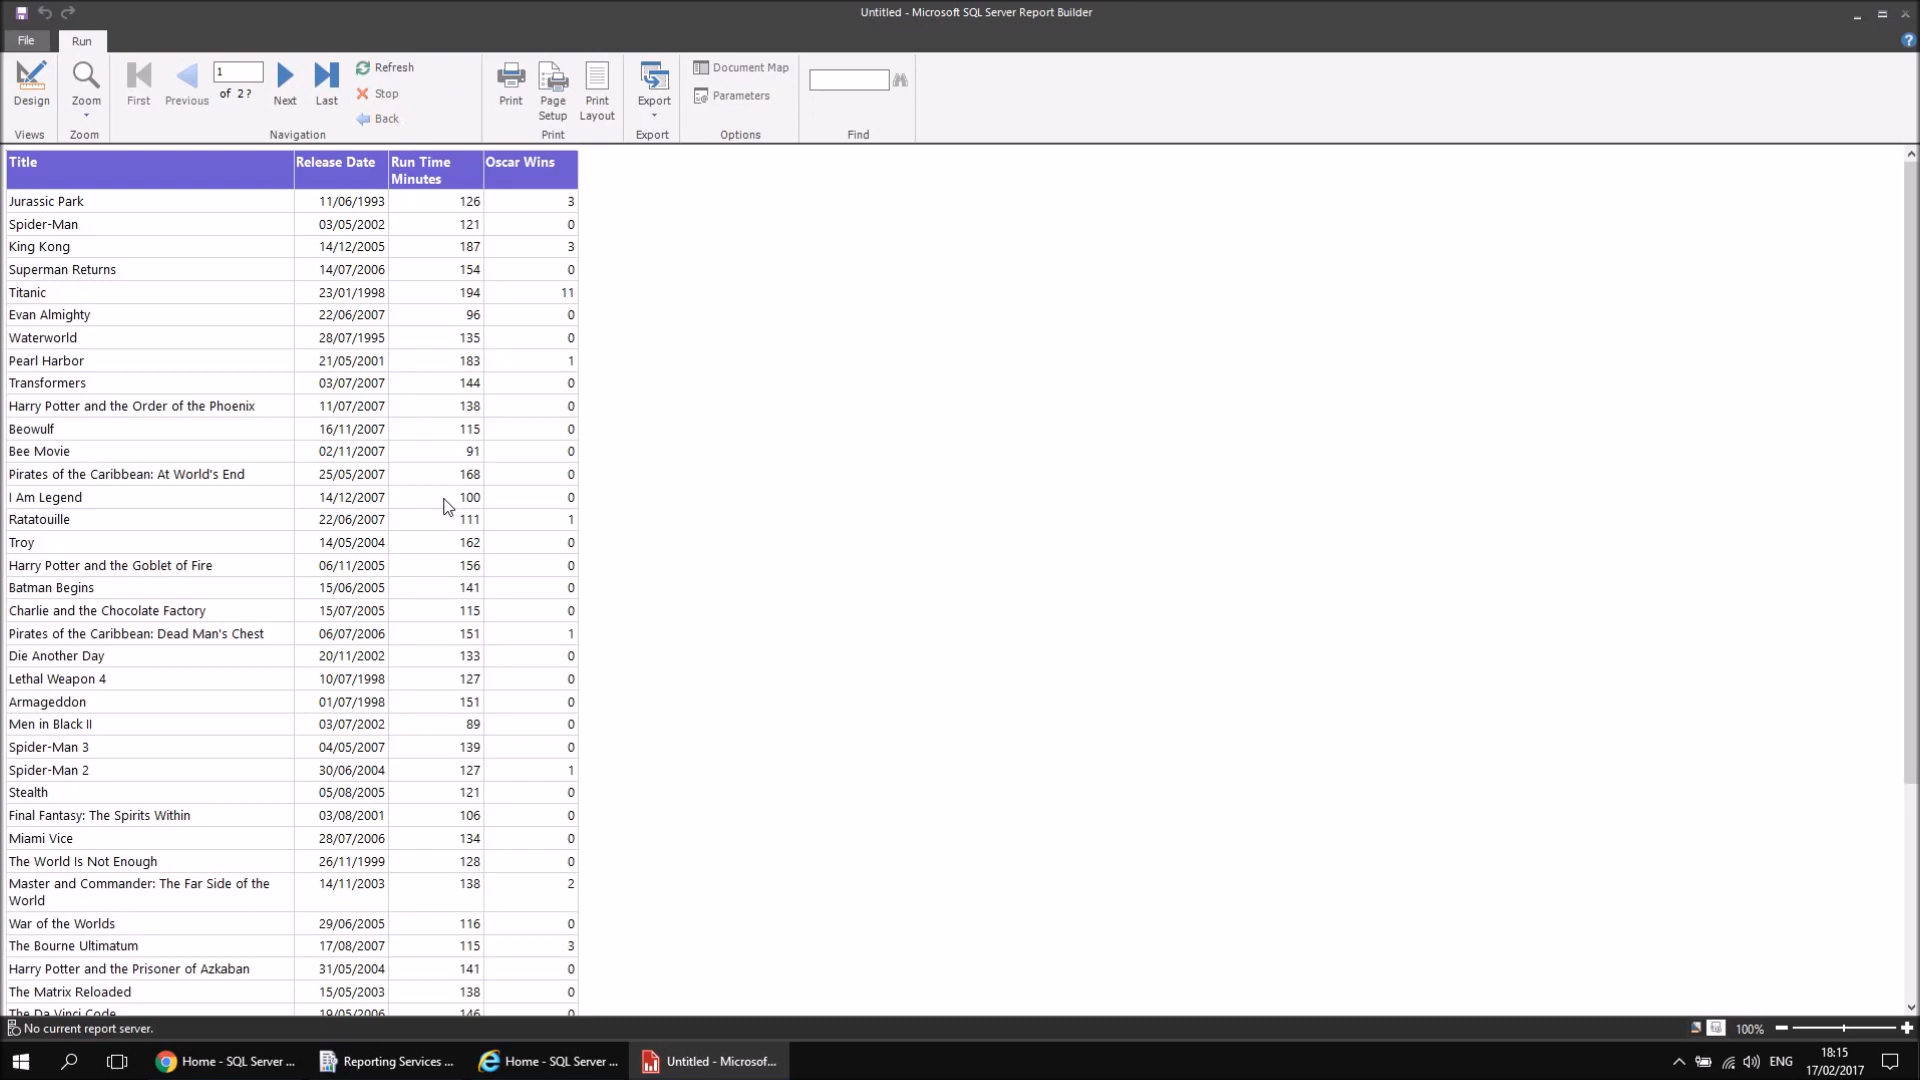 Untitled - Microsoft SQL Server Report Builder
File Run
Design
Zoom
First
Previous
1
of 2 ?
Next
Last
Refresh
Stop
Back
Print
Page Setup
Print Layout
Export
Document Map
Parameters
Views Zoom Navigation Print Export Options Find
Title Release Date Run Time Minutes Oscar Wins
Jurassic Park 11/06/1993 126 3
Spider-Man 03/05/2002 121 0
King Kong 14/12/2005 187 3
Superman Returns 14/07/2006 154 0
Titanic 23/01/1998 194 11
Evan Almighty 22/06/2007 96 0
Waterworld 28/07/1995 135 0
Pearl Harbor 21/05/2001 183 1
Transformers 03/07/2007 144 0
Harry Potter and the Order of the Phoenix 11/07/2007 138 0
Beowulf 16/11/2007 115 0
Bee Movie 02/11/2007 91 0
Pirates of the Caribbean: At World's End 25/05/2007 168 0
I Am Legend 14/12/2007 100 0
Ratatouille 22/06/2007 111 1
Troy 14/05/2004 162 0
Harry Potter and the Goblet of Fire 06/11/2005 156 0
Batman Begins 15/06/2005 141 0
Charlie and the Chocolate Factory 15/07/2005 115 0
Pirates of the Caribbean: Dead Man's Chest 06/07/2006 151 1
Die Another Day 20/11/2002 133 0
Lethal Weapon 4 10/07/1998 127 0
Armageddon 01/07/1998 151 0
Men in Black II 03/07/2002 89 0
Spider-Man 3 04/05/2007 139 0
Spider-Man 2 30/06/2004 127 1
Stealth 05/08/2005 121 0
Final Fantasy: The Spirits Within 03/08/2001 106 0
Miami Vice 28/07/2006 134 0
The World Is Not Enough 26/11/1999 128 0
Master and Commander: The Far Side of the World 14/11/2003 138 2
War of the Worlds 29/06/2005 116 0
The Bourne Ultimatum 17/08/2007 115 3
Harry Potter and the Prisoner of Azkaban 31/05/2004 141 0
The Matrix Reloaded 15/05/2003 138 0
The Da Vinci Code 19/05/2006 146 0
No current report server. 100%
Home - SQL Server ... Reporting Services ... Home - SQL Server ... Untitled - Microsof... ENG 18:15
17/02/2017